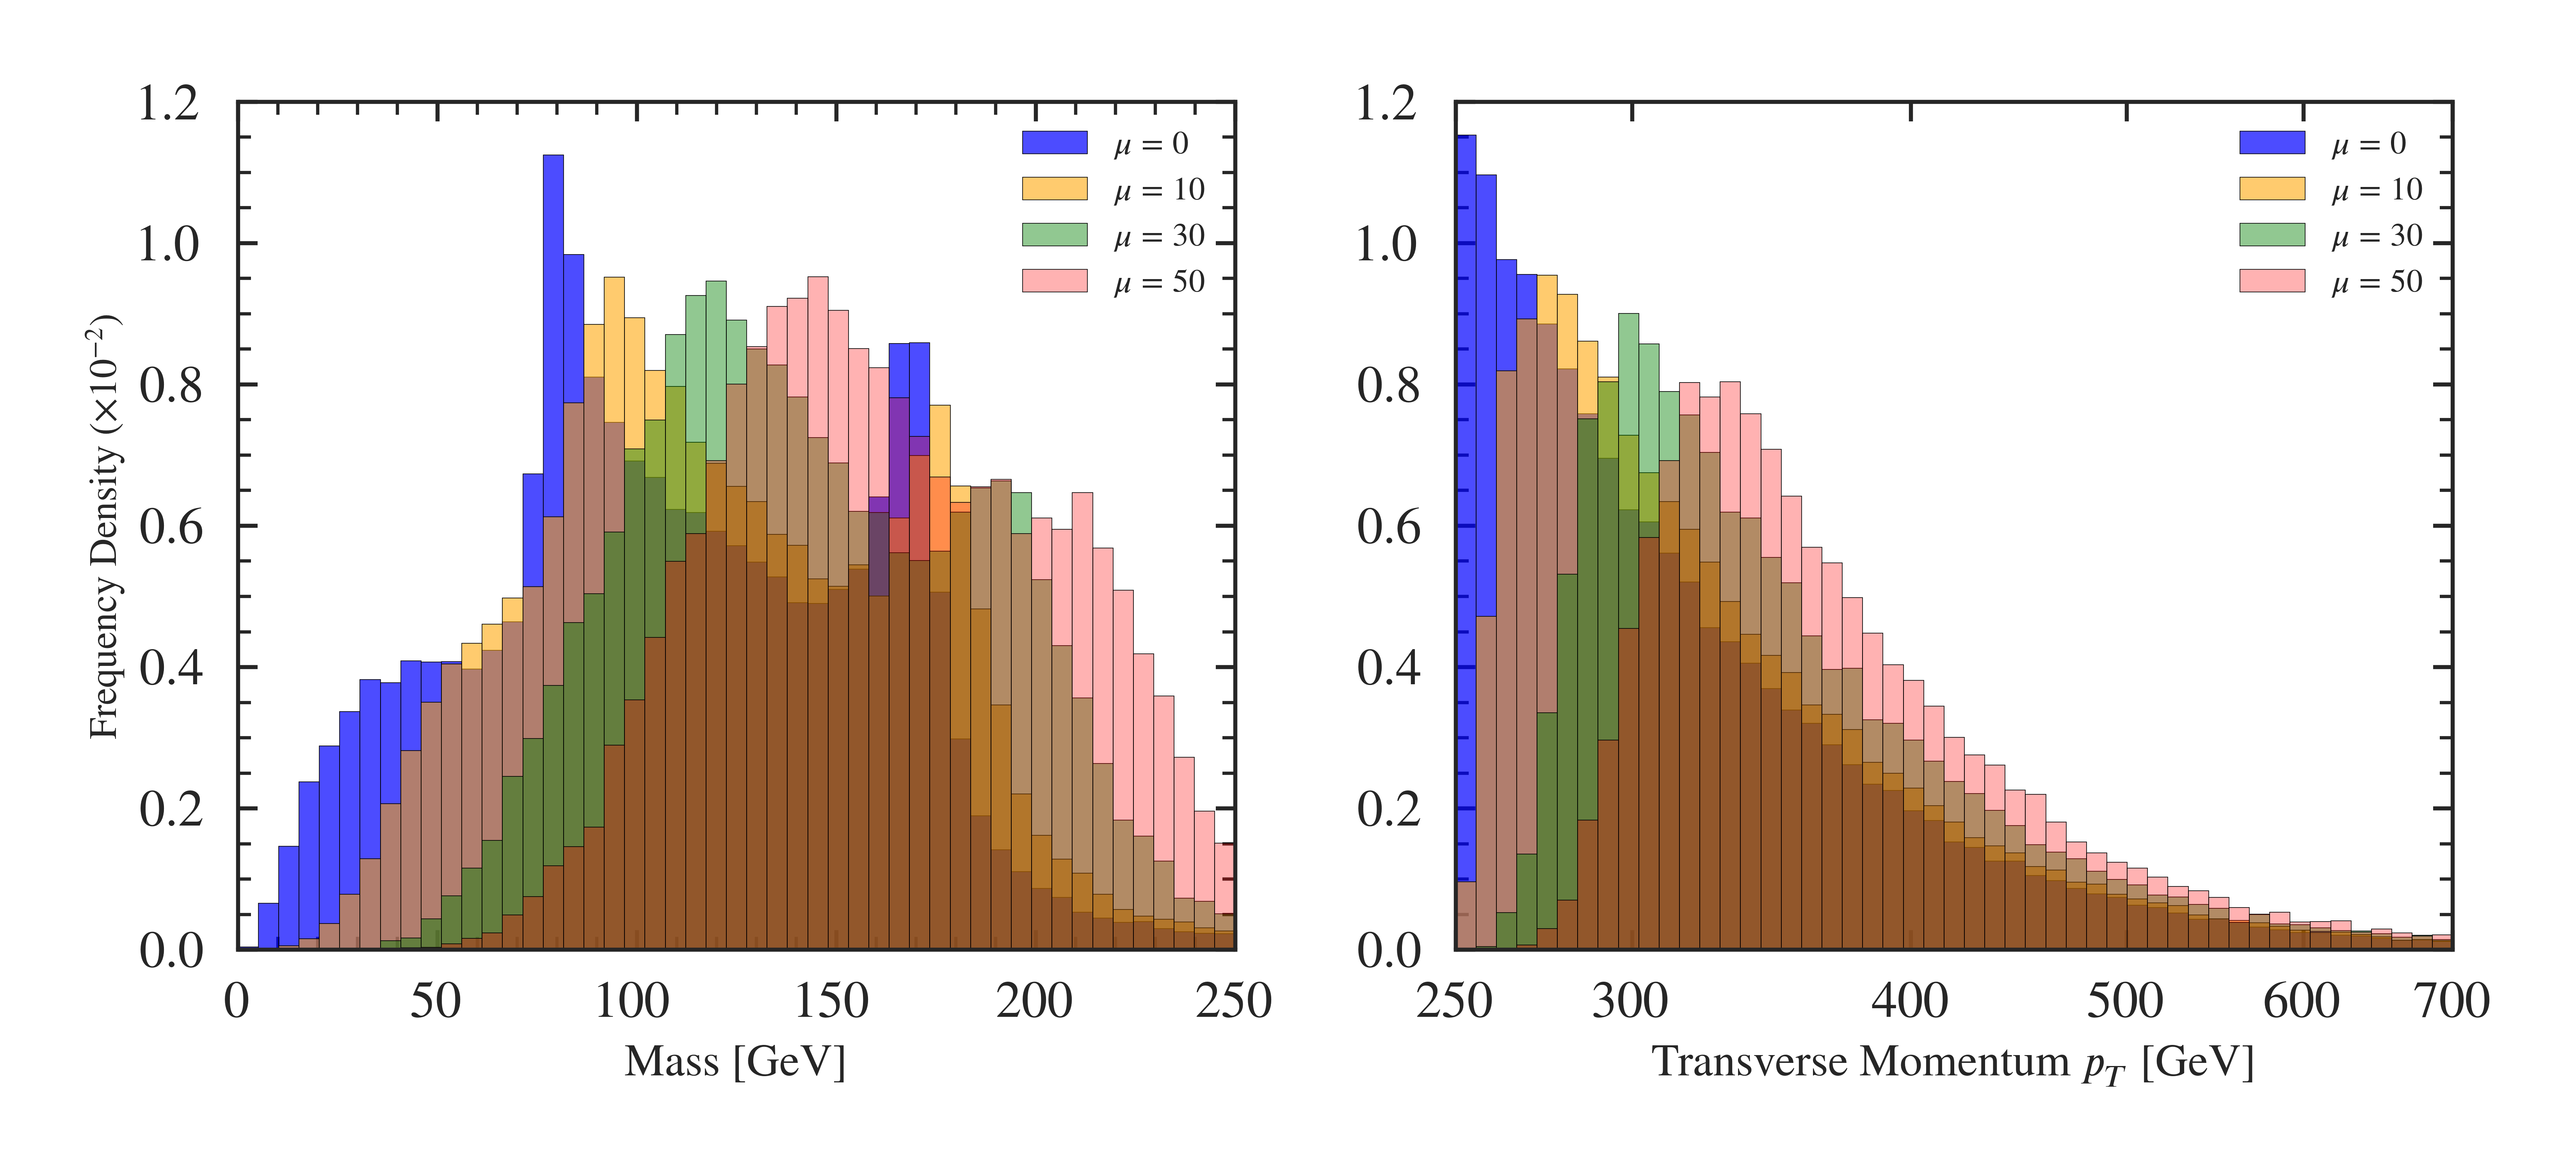 Frequency Density (×10⁻²)
1.2
1.0
0.8
0.6
0.4
0.2
0.0
0 50 100 150 200 250
Mass [GeV]
μ = 0
μ = 10
μ = 30
μ = 50
1.2
1.0
0.8
0.6
0.4
0.2
0.0
250 300 400 500 600 700
Transverse Momentum p_T [GeV]
μ = 0
μ = 10
μ = 30
μ = 50